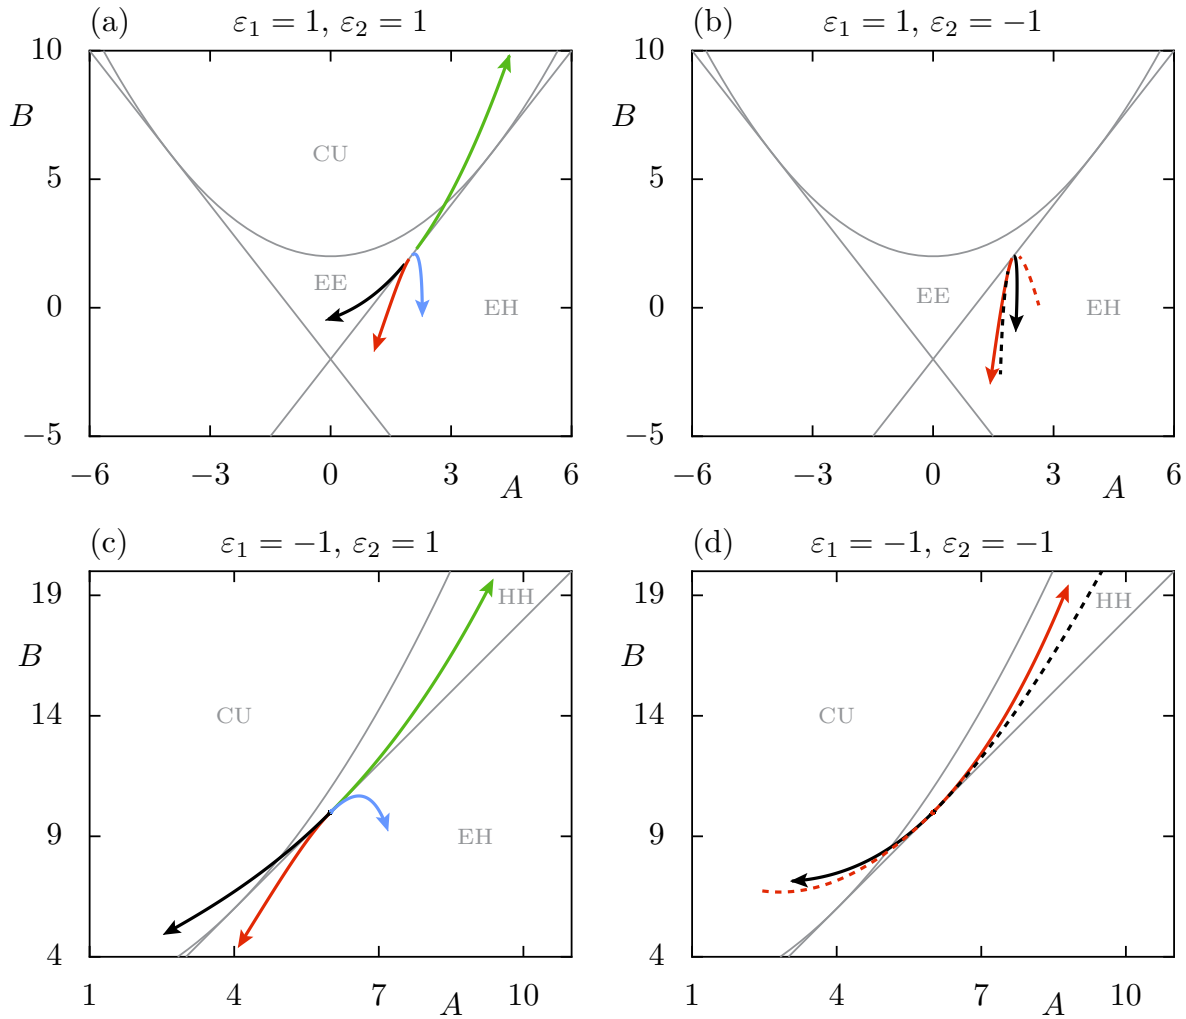 (a) ε₁ = 1, ε₂ = 1
10
B
5
0
−5
CU
EE
EH
−6 −3 0 3 6
A
(b) ε₁ = 1, ε₂ = −1
10
B
5
0
−5
EE
EH
CU
−6 −3 0 3 6
A
(c) ε₁ = −1, ε₂ = 1
19
B
14
9
4
HH
CU
EH
1 4 7 10
A
(d) ε₁ = −1, ε₂ = −1
19
B
14
9
4
HH
CU
EH
1 4 7 10
A